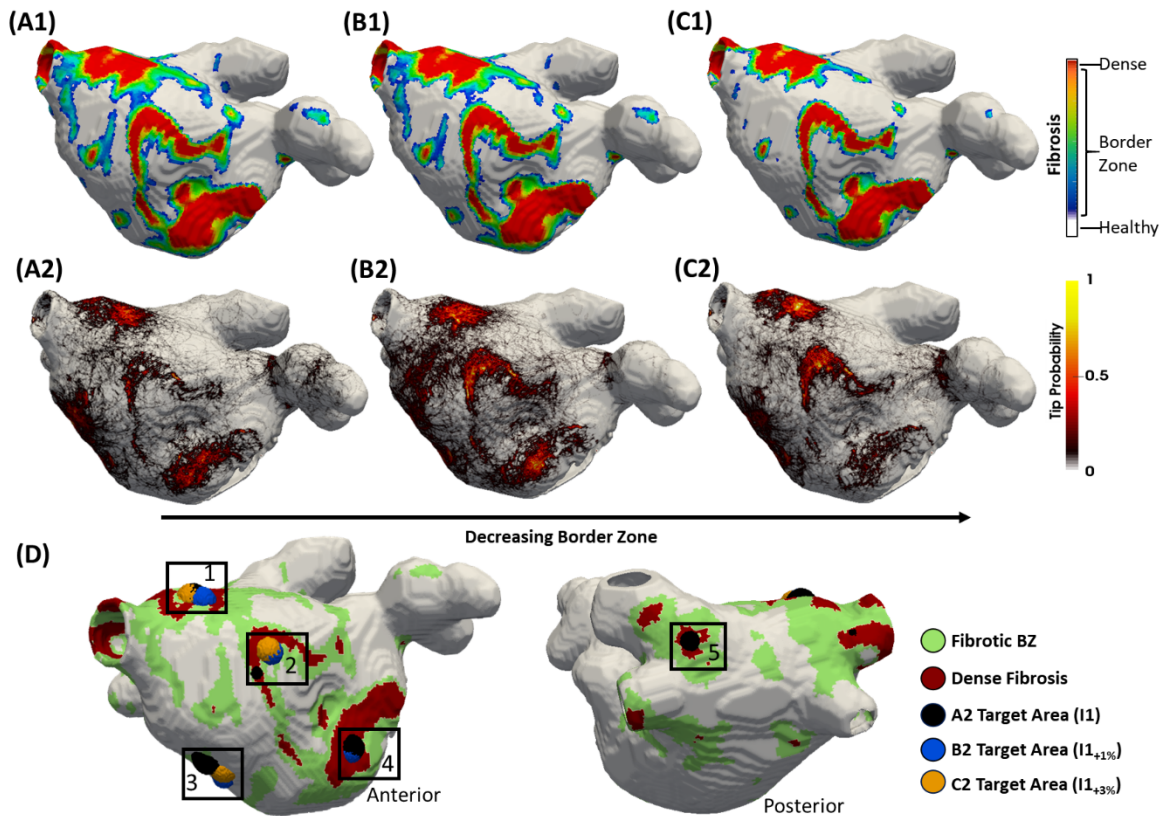 (A1)
(B1)
(C1)
Fibrosis
Dense
Border
Zone
Healthy
(A2)
(B2)
(C2)
Tip Probability
1
0.5
0
Decreasing Border Zone
(D)
1
2
3
4
Anterior
5
Posterior
Fibrotic BZ
Dense Fibrosis
A2 Target Area (I1)
B2 Target Area (I1+1%)
C2 Target Area (I1+3%)